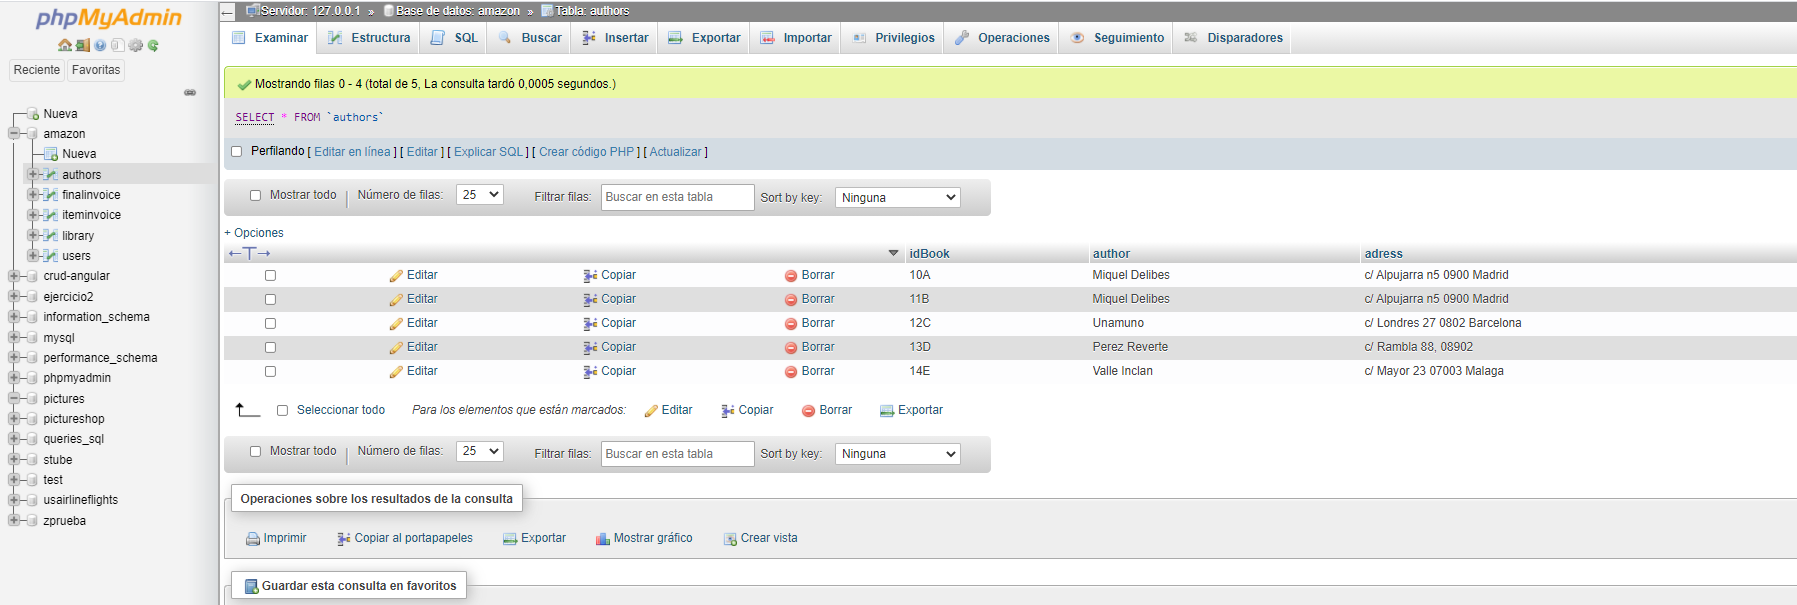 phpMyAdmin
Reciente Favoritas
Nueva
amazon
Nueva
authors
finalinvoice
iteminvoice
library
users
crud-angular
ejercicio2
information_schema
mysql
performance_schema
phpmyadmin
pictures
pictureshop
queries_sql
stube
test
usairlineflights
zprueba
Servidor: 127.0.0.1 » Base de datos: amazon » Tabla: authors
Examinar Estructura SQL Buscar Insertar Exportar Importar Privilegios Operaciones Seguimiento Disparadores
Mostrando filas 0 - 4 (total de 5, La consulta tardó 0,0005 segundos.)
SELECT * FROM `authors`
Perfilando [ Editar en línea ] [ Editar ] [ Explicar SQL ] [ Crear código PHP ] [ Actualizar ]
Mostrar todo | Número de filas: 25 Filtrar filas: Buscar en esta tabla Sort by key: Ninguna
+ Opciones
←T→ idBook author adress
Editar Copiar Borrar 10A Miquel Delibes c/ Alpujarra n5 0900 Madrid
Editar Copiar Borrar 11B Miquel Delibes c/ Alpujarra n5 0900 Madrid
Editar Copiar Borrar 12C Unamuno c/ Londres 27 0802 Barcelona
Editar Copiar Borrar 13D Perez Reverte c/ Rambla 88, 08902
Editar Copiar Borrar 14E Valle Inclan c/ Mayor 23 07003 Malaga
Seleccionar todo Para los elementos que están marcados: Editar Copiar Borrar Exportar
Mostrar todo | Número de filas: 25 Filtrar filas: Buscar en esta tabla Sort by key: Ninguna
Operaciones sobre los resultados de la consulta
Imprimir Copiar al portapapeles Exportar Mostrar gráfico Crear vista
Guardar esta consulta en favoritos